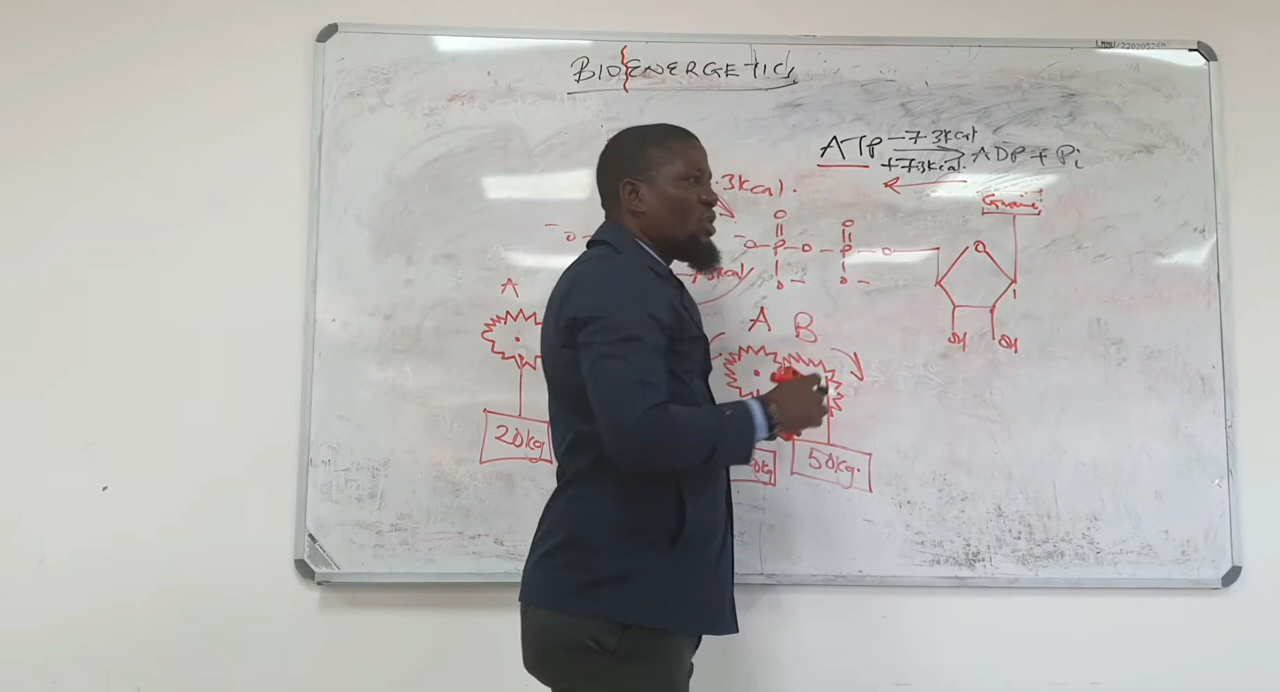 BIOENERGETICS
ATP -7.3kcal ADP + Pi
+7.3kcal.
.3kcal).
O O
-O-P-O-P-O O
O- O-
OH OH
A
A B
20kg
50kg.